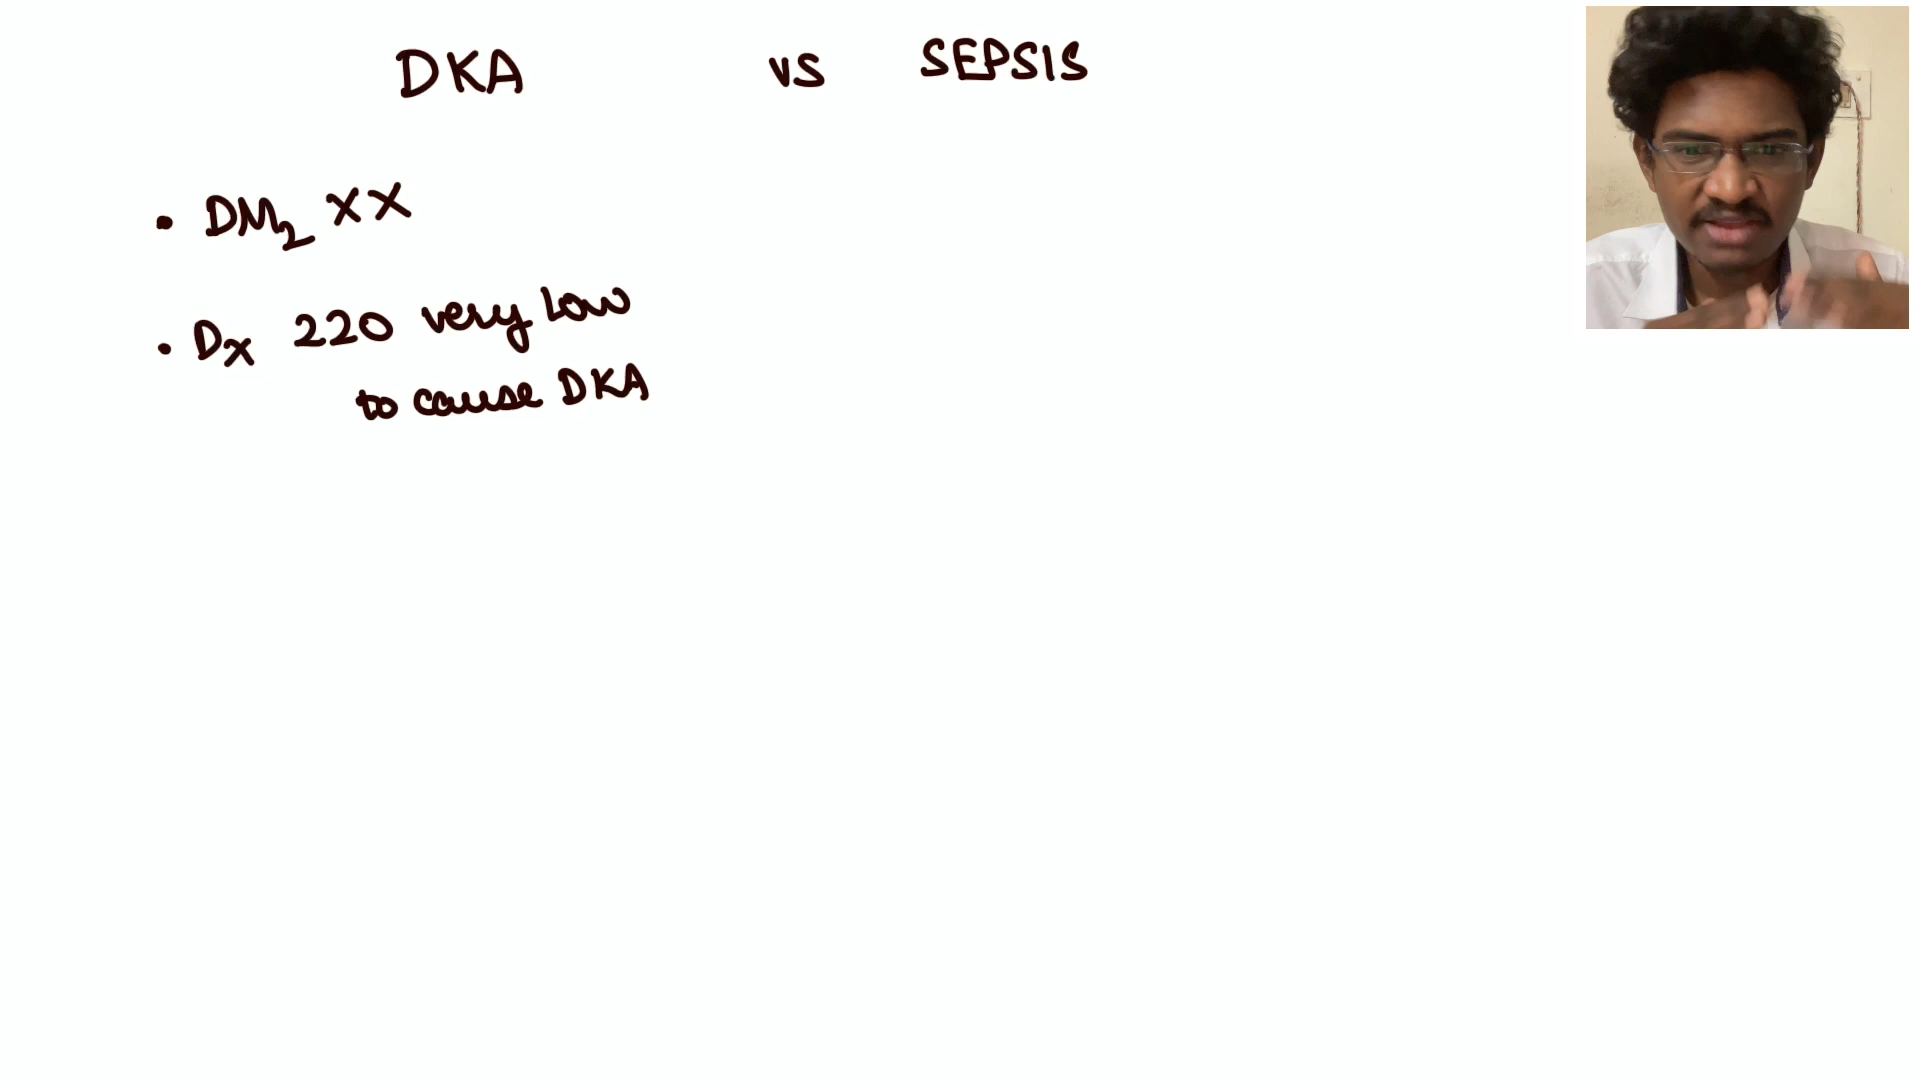 DKA vs SEPSIS
• DM2 XX
• Dx 220 very low
to cause DKA